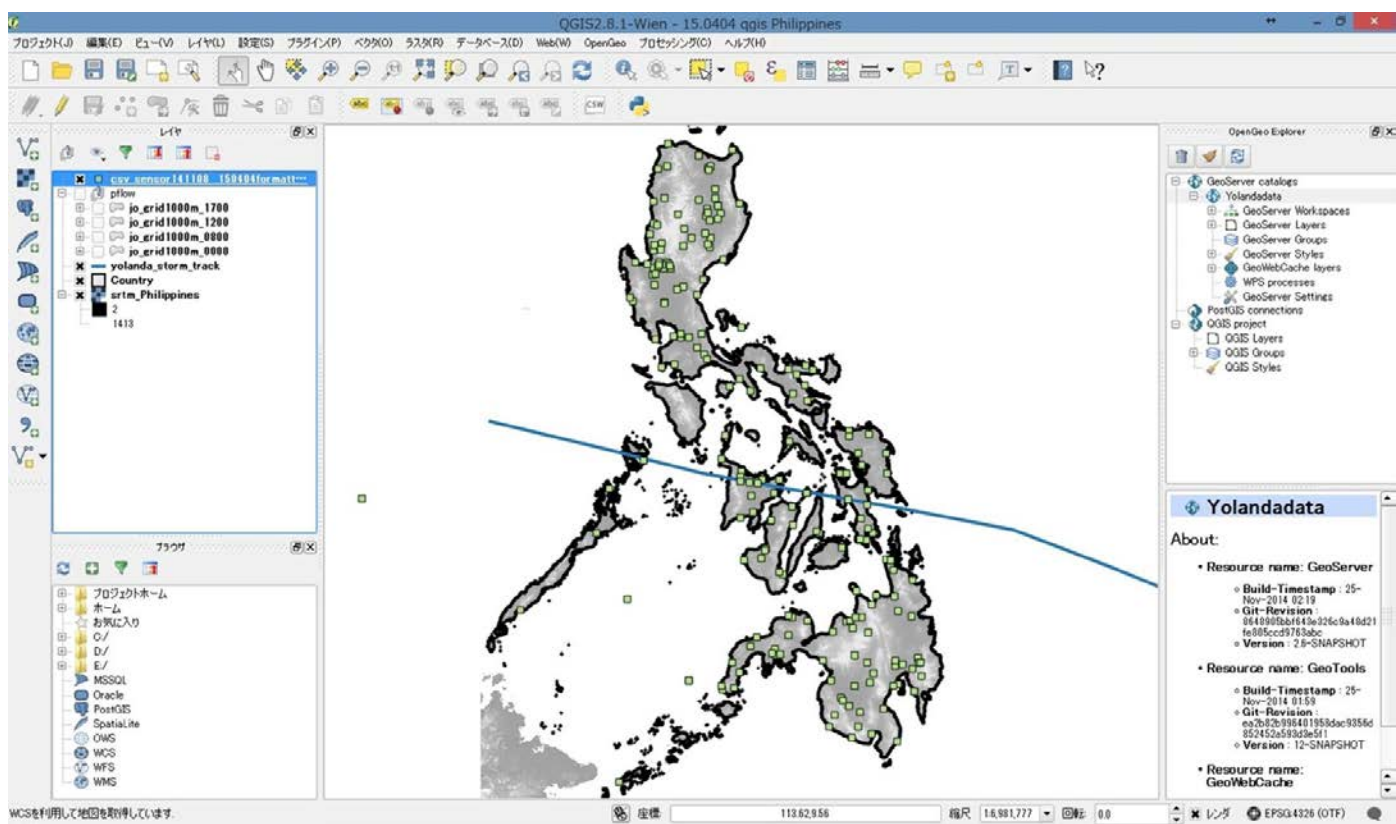 QGIS2.8.1-Wien - 15.0404 qgis Philippines
プロジェクト(J) 編集(E) ビュー(V) レイヤ(L) 設定(S) プラグイン(P) ベクタ(O) ラスタ(R) データベース(D) Web(W) OpenGeo プロセッシング(C) ヘルプ(H)
CSW
レイヤ
csv_sensor141108_150404formatt…
pflow
jo_grid1000m_1700
jo_grid1000m_1200
jo_grid1000m_0800
jo_grid1000m_0000
yolanda_storm_track
Country
srtm_Philippines
2
1413
ブラウザ
プロジェクトホーム
ホーム
お気に入り
C:/
D:/
E:/
MSSQL
Oracle
PostGIS
SpatiaLite
OWS
WCS
WFS
WMS
OpenGeo Explorer
GeoServer catalogs
Yolandadata
GeoServer Workspaces
GeoServer Layers
GeoServer Groups
GeoServer Styles
GeoWebCache layers
WPS processes
GeoServer Settings
PostGIS connections
QGIS project
QGIS Layers
QGIS Groups
QGIS Styles
Yolandadata
About:
• Resource name: GeoServer
Build-Timestamp : 25-
Nov-2014 02:19
Git-Revision :
Version : 2.6-SNAPSHOT
• Resource name: GeoTools
Build-Timestamp : 25-
Nov-2014 01:59
Git-Revision :
Version : 12-SNAPSHOT
• Resource name:
GeoWebCache
WCSを利用して地図を取得しています.
座標: 113.62,9.56 縮尺 1:6,981,777 回転: 0.0 レンダ EPSG:4326 (OTF)